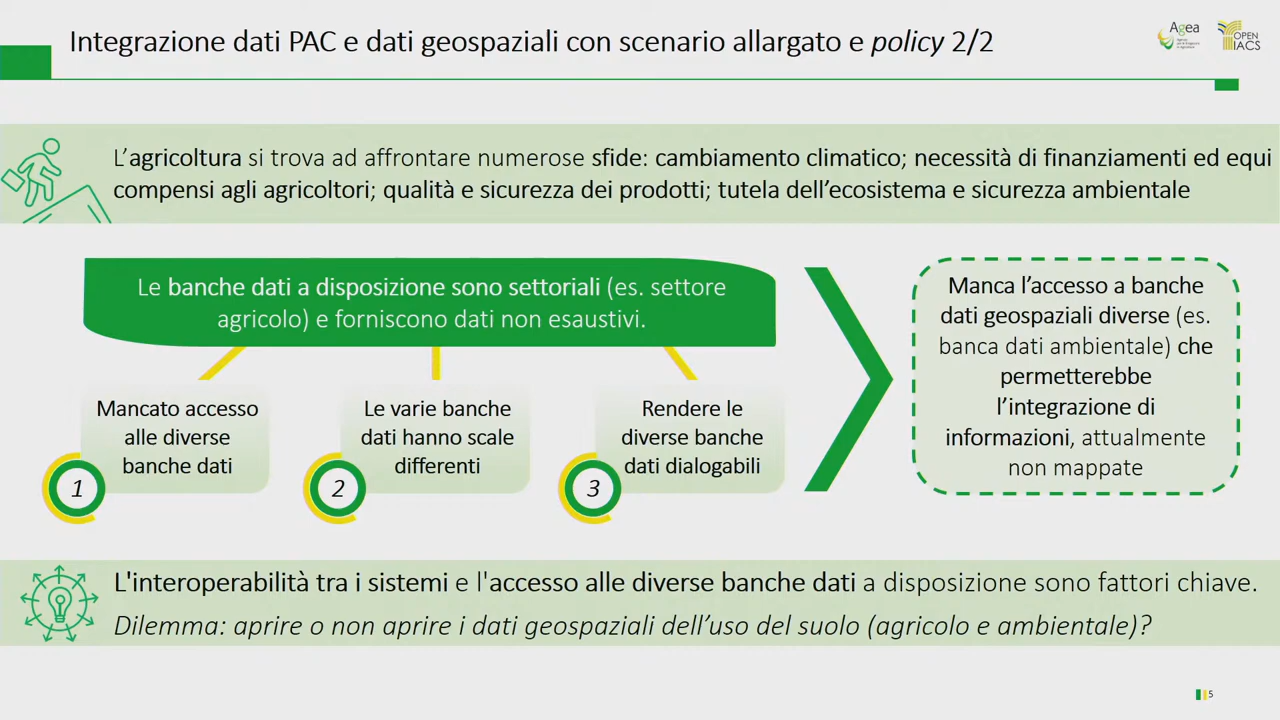 Integrazione dati PAC e dati geospaziali con scenario allargato e policy 2/2
Agea
OPEN
IACS
L’agricoltura si trova ad affrontare numerose sfide: cambiamento climatico; necessità di finanziamenti ed equi
compensi agli agricoltori; qualità e sicurezza dei prodotti; tutela dell’ecosistema e sicurezza ambientale
Le banche dati a disposizione sono settoriali (es. settore
agricolo) e forniscono dati non esaustivi.
Mancato accesso
alle diverse
banche dati
1
Le varie banche
dati hanno scale
differenti
2
Rendere le
diverse banche
dati dialogabili
3
Manca l’accesso a banche
dati geospaziali diverse (es.
banca dati ambientale) che
permetterebbe
l’integrazione di
informazioni, attualmente
non mappate
L'interoperabilità tra i sistemi e l'accesso alle diverse banche dati a disposizione sono fattori chiave.
Dilemma: aprire o non aprire i dati geospaziali dell’uso del suolo (agricolo e ambientale)?
5